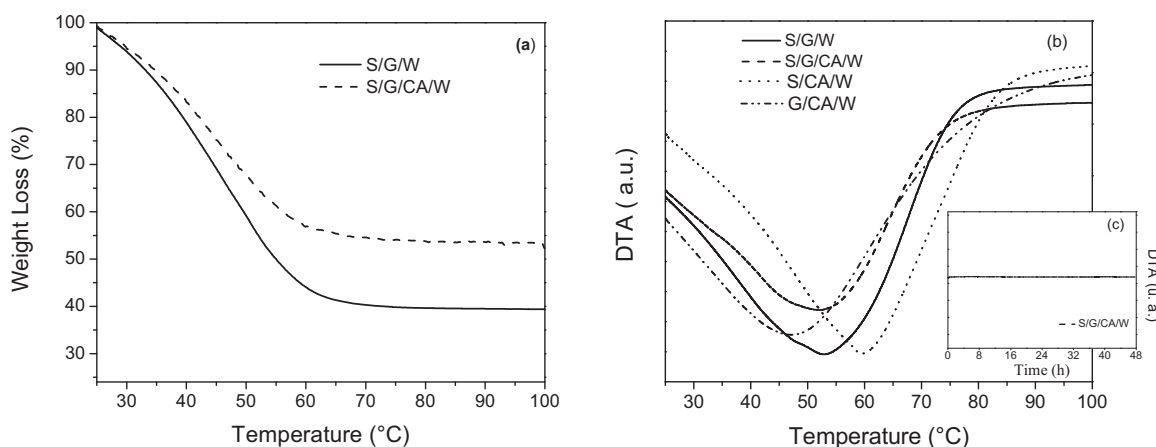 (a)
S/G/W
S/G/CA/W
100
90
80
70
60
50
40
30
Weight Loss (%)
30 40 50 60 70 80 90 100
Temperature (°C)
(b)
S/G/W
S/G/CA/W
S/CA/W
G/CA/W
DTA ( a.u.)
30 40 50 60 70 80 90 100
Temperature (°C)
(c)
S/G/CA/W
0 8 16 24 32 40 48
Time (h)
DTA (u. a.)